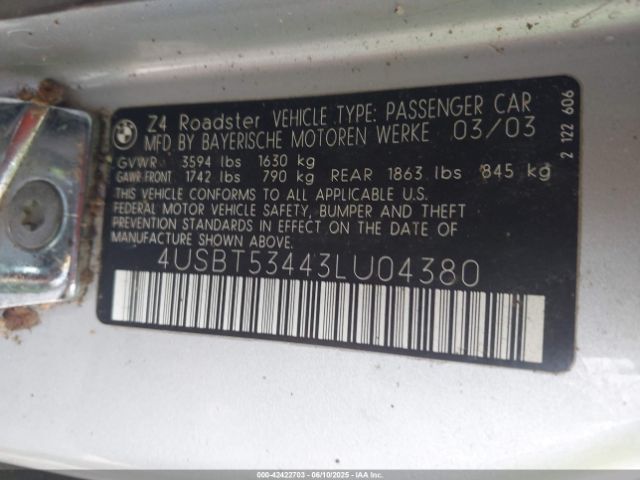 Z4 Roadster VEHICLE TYPE: PASSENGER CAR
MFD BY BAYERISCHE MOTOREN WERKE 03/03
GVWR 3594 lbs 1630 kg
GAWR FRONT 1742 lbs 790 kg REAR 1863 lbs 845 kg
THIS VEHICLE CONFORMS TO ALL APPLICABLE U.S.
FEDERAL MOTOR VEHICLE SAFETY, BUMPER AND THEFT
PREVENTION STANDARDS IN EFFECT ON THE DATE
OF MANUFACTURE SHOWN ABOVE.
4USBT53443LU04380
2 122 606
000-42422703 - 06/10/2025 - IAA Inc.